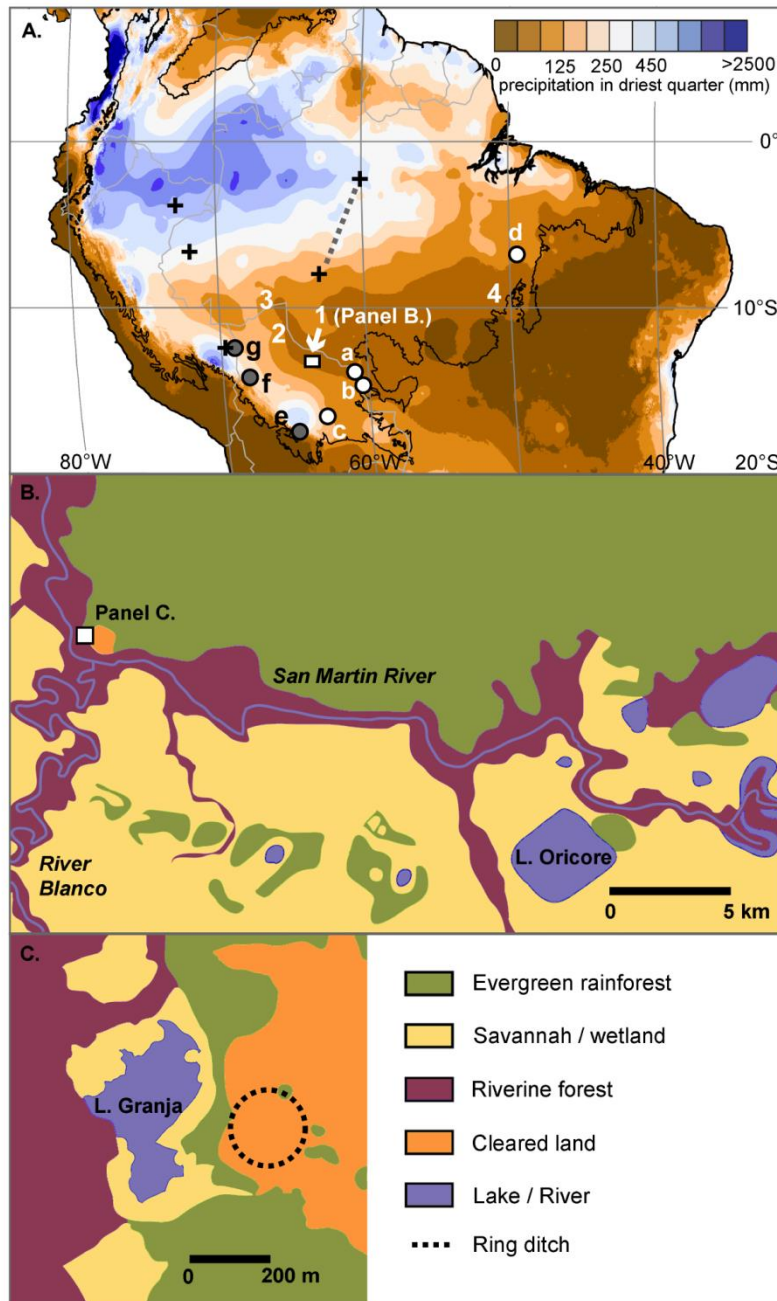 A.
0 125 250 450 >2500
precipitation in driest quarter (mm)
0°
d
10°S
3
4
1 (Panel B.)
2
a
g
b
f
e
c
80°W 60°W 40°W 20°S
B.
Panel C.
San Martin River
River
Blanco
L. Oricore
0 5 km
C.
L. Granja
0 200 m
Evergreen rainforest
Savannah / wetland
Riverine forest
Cleared land
Lake / River
Ring ditch